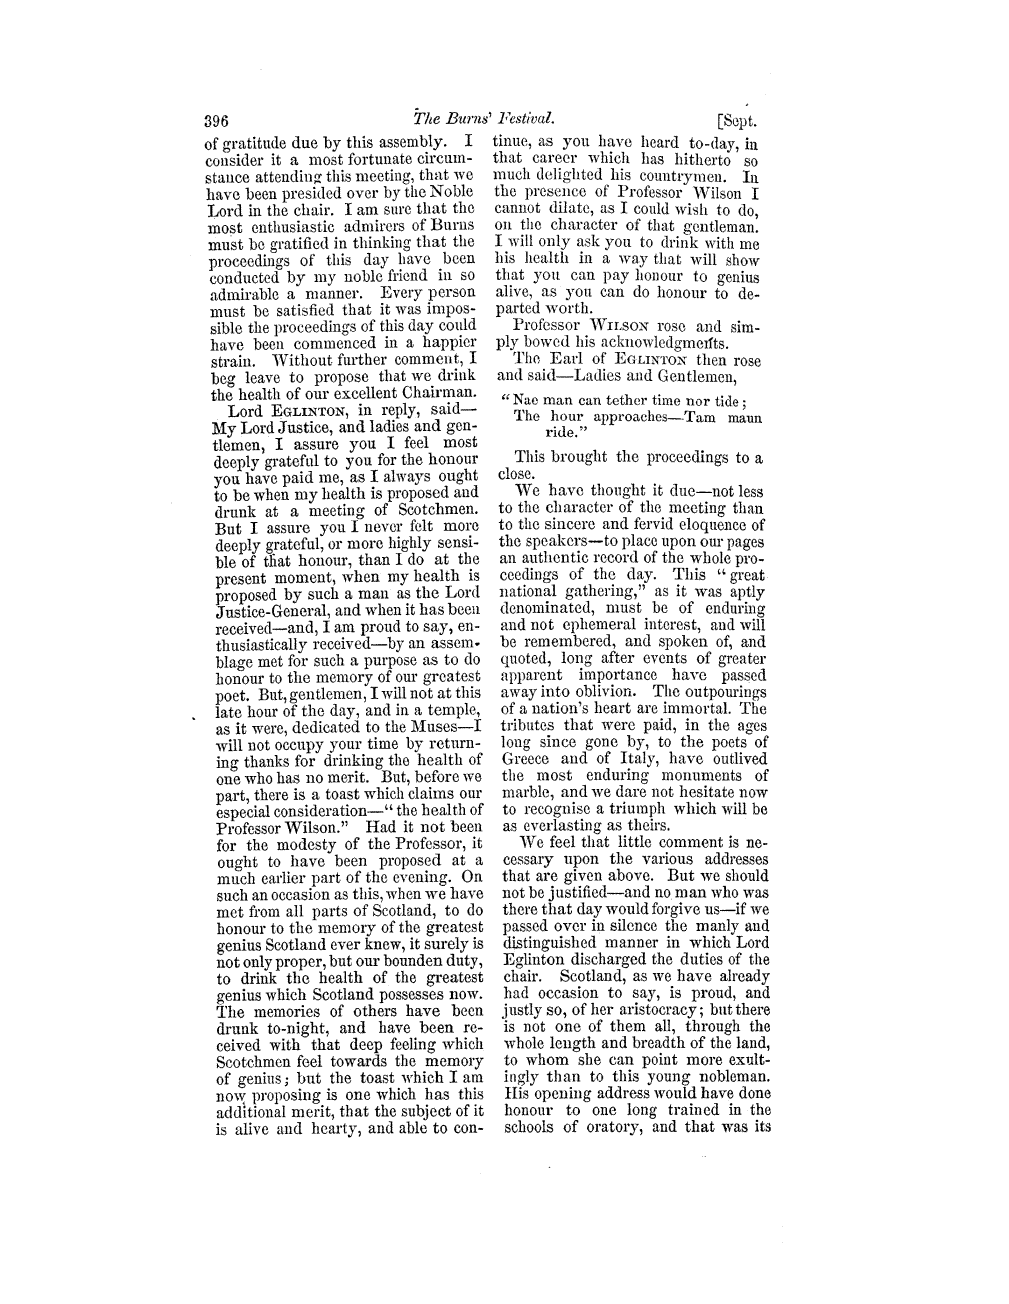 396
The Burns' Festival.
[Sept.
of gratitude due by this assembly. I
consider it a most fortunate circum-
stance attending this meeting, that we
have been presided over by the Noble
Lord in the chair. I am sure that the
most enthusiastic admirers of Burns
must be gratified in thinking that the
proceedings of this day have been
conducted by my noble friend in so
admirable a manner. Every person
must be satisfied that it was impos-
sible the proceedings of this day could
have been commenced in a happier
strain. Without further comment, I
beg leave to propose that we drink
the health of our excellent Chairman.
Lord EGLINTON, in reply, said—
My Lord Justice, and ladies and gen-
tlemen, I assure you I feel most
deeply grateful to you for the honour
you have paid me, as I always ought
to be when my health is proposed and
drunk at a meeting of Scotchmen.
But I assure you I never felt more
deeply grateful, or more highly sensi-
ble of that honour, than I do at the
present moment, when my health is
proposed by such a man as the Lord
Justice-General, and when it has been
received—and, I am proud to say, en-
thusiastically received—by an assem-
blage met for such a purpose as to do
honour to the memory of our greatest
poet. But, gentlemen, I will not at this
late hour of the day, and in a temple,
as it were, dedicated to the Muses—I
will not occupy your time by return-
ing thanks for drinking the health of
one who has no merit. But, before we
part, there is a toast which claims our
especial consideration—"the health of
Professor Wilson." Had it not been
for the modesty of the Professor, it
ought to have been proposed at a
much earlier part of the evening. On
such an occasion as this, when we have
met from all parts of Scotland, to do
honour to the memory of the greatest
genius Scotland ever knew, it surely is
not only proper, but our bounden duty,
to drink the health of the greatest
genius which Scotland possesses now.
The memories of others have been
drunk to-night, and have been re-
ceived with that deep feeling which
Scotchmen feel towards the memory
of genius; but the toast which I am
now proposing is one which has this
additional merit, that the subject of it
is alive and hearty, and able to con-
tinue, as you have heard to-day, in
that career which has hitherto so
much delighted his countrymen. In
the presence of Professor Wilson I
cannot dilate, as I could wish to do,
on the character of that gentleman.
I will only ask you to drink with me
his health in a way that will show
that you can pay honour to genius
alive, as you can do honour to de-
parted worth.
Professor WILSON rose and sim-
ply bowed his acknowledgments.
The Earl of EGLINTON then rose
and said—Ladies and Gentlemen,
"Nae man can tether time nor tide;
The hour approaches—Tam maun
ride."
This brought the proceedings to a
close.
We have thought it due—not less
to the character of the meeting than
to the sincere and fervid eloquence of
the speakers—to place upon our pages
an authentic record of the whole pro-
ceedings of the day. This "great
national gathering," as it was aptly
denominated, must be of enduring
and not ephemeral interest, and will
be remembered, and spoken of, and
quoted, long after events of greater
apparent importance have passed
away into oblivion. The outpourings
of a nation's heart are immortal. The
tributes that were paid, in the ages
long since gone by, to the poets of
Greece and of Italy, have outlived
the most enduring monuments of
marble, and we dare not hesitate now
to recognise a triumph which will be
as everlasting as theirs.
We feel that little comment is ne-
cessary upon the various addresses
that are given above. But we should
not be justified—and no man who was
there that day would forgive us—if we
passed over in silence the manly and
distinguished manner in which Lord
Eglinton discharged the duties of the
chair. Scotland, as we have already
had occasion to say, is proud, and
justly so, of her aristocracy; but there
is not one of them all, through the
whole length and breadth of the land,
to whom she can point more exult-
ingly than to this young nobleman.
His opening address would have done
honour to one long trained in the
schools of oratory, and that was its